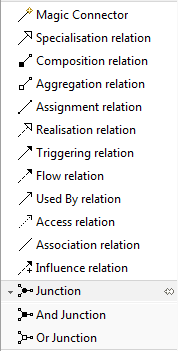 Magic Connector
Specialisation relation
Composition relation
Aggregation relation
Assignment relation
Realisation relation
Triggering relation
Flow relation
Used By relation
Access relation
Association relation
Influence relation
Junction
And Junction
Or Junction